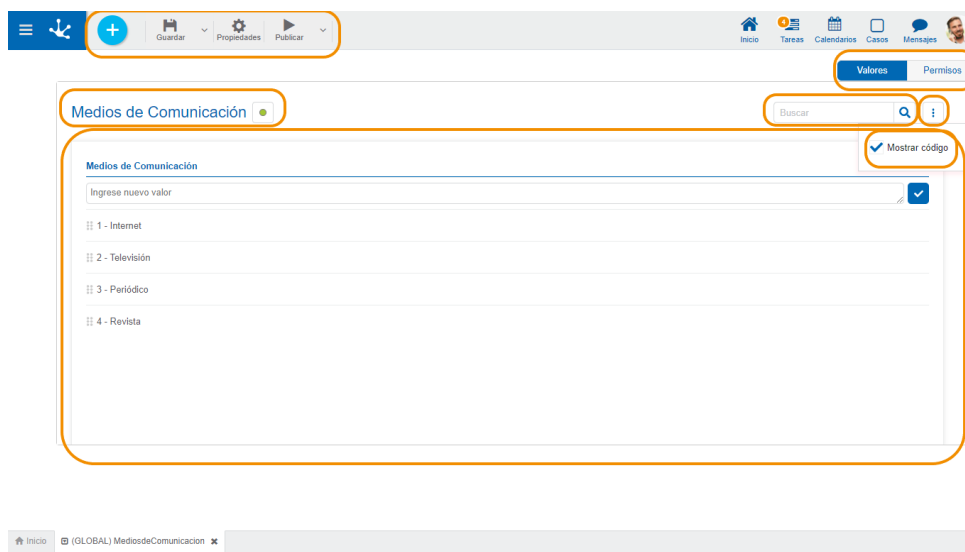 Guardar
Propiedades
Publicar
Inicio
4
Tareas
Calendarios
Casos
Mensajes
Valores
Permisos
Medios de Comunicación
Buscar
Mostrar código
Medios de Comunicación
Ingrese nuevo valor
1 - Internet
2 - Televisión
3 - Periódico
4 - Revista
Inicio
(GLOBAL) MediosdeComunicacion